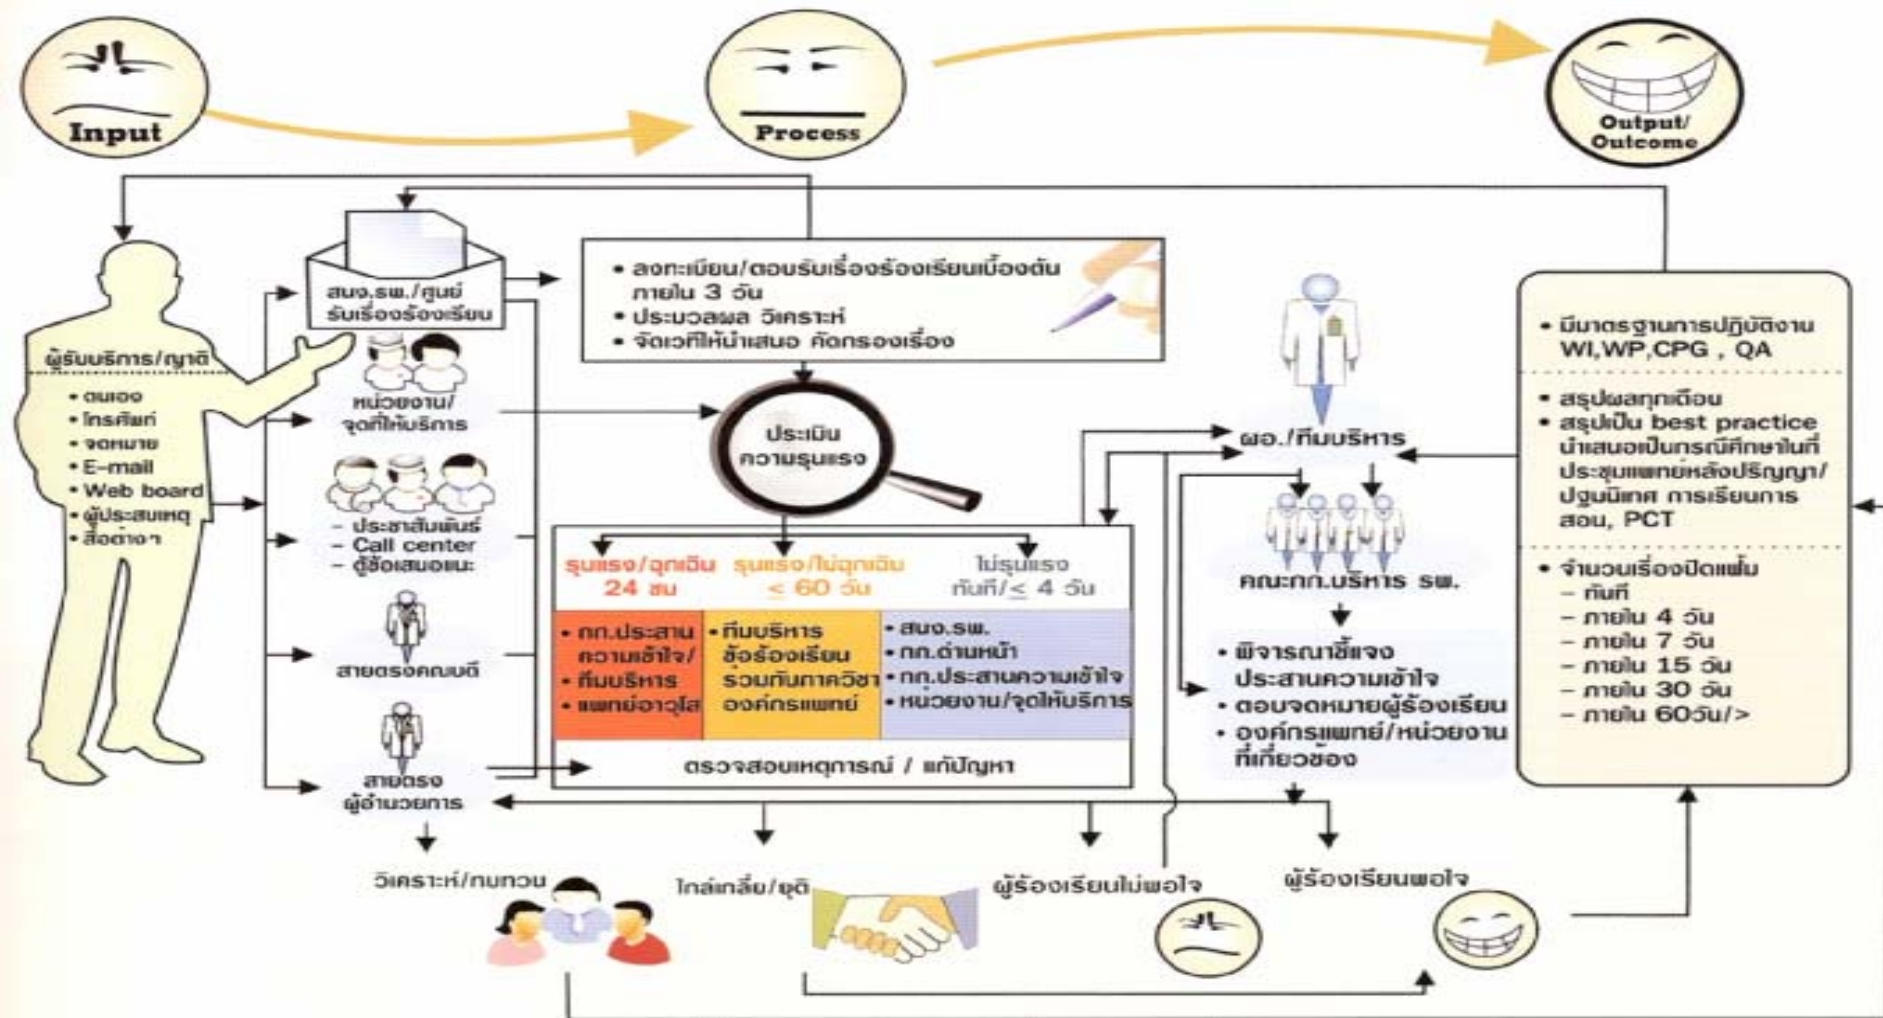 Input
Process
Output/
Outcome
ผู้รับบริการ/ญาติ
• ตนเอง
• โทรศัพท์
• จดหมาย
• E-mail
• Web board
• ผู้ประสบเหตุ
• สื่อต่างๆ
สนง.รพ./ศูนย์
รับเรื่องร้องเรียน
หน่วยงาน/
จุดที่ให้บริการ
- ประชาสัมพันธ์
- Call center
- ตู้ข้อเสนอแนะ
สายตรงคณบดี
สายตรง
ผู้อำนวยการ
• ลงทะเบียน/ตอบรับเรื่องร้องเรียนเบื้องต้น
ภายใน 3 วัน
• ประมวลผล วิเคราะห์
• จัดเวทีให้นำเสนอ คัดกรองเรื่อง
ประเมิน
ความรุนแรง
รุนแรง/ฉุกเฉิน
24 ชม
รุนแรง/ไม่ฉุกเฉิน
< 60 วัน
ไม่รุนแรง
ทันที/≤ 4 วัน
• กก.ประสาน
ความเข้าใจ/
• ทีมบริหาร
• แพทย์อาวุโส
• ทีมบริหาร
ข้อร้องเรียน
ร่วมกับภาควิชา
องค์กรแพทย์
• สนง.รพ.
• กก.ด่านหน้า
• กก.ประสานความเข้าใจ
• หน่วยงาน/จุดให้บริการ
ตรวจสอบเหตุการณ์ / แก้ปัญหา
ผอ./ทีมบริหาร
คณะกก.บริหาร รพ.
• พิจารณาชี้แจง
ประสานความเข้าใจ
• ตอบจดหมายผู้ร้องเรียน
• องค์กรแพทย์/หน่วยงาน
ที่เกี่ยวข้อง
• มีมาตรฐานการปฏิบัติงาน
WI,WP,CPG , QA
• สรุปผลทุกเดือน
• สรุปเป็น best practice
นำเสนอเป็นกรณีศึกษาในที่
ประชุมแพทย์หลังปริญญา/
ปฐมนิเทศ การเรียนการ
สอน, PCT
• จำนวนเรื่องปิดแฟ้ม
- ทันที
- ภายใน 4 วัน
- ภายใน 7 วัน
- ภายใน 15 วัน
- ภายใน 30 วัน
- ภายใน 60วัน/>
วิเคราะห์/ทบทวน
ไกล่เกลี่ย/ยุติ
ผู้ร้องเรียนไม่พอใจ
ผู้ร้องเรียนพอใจ